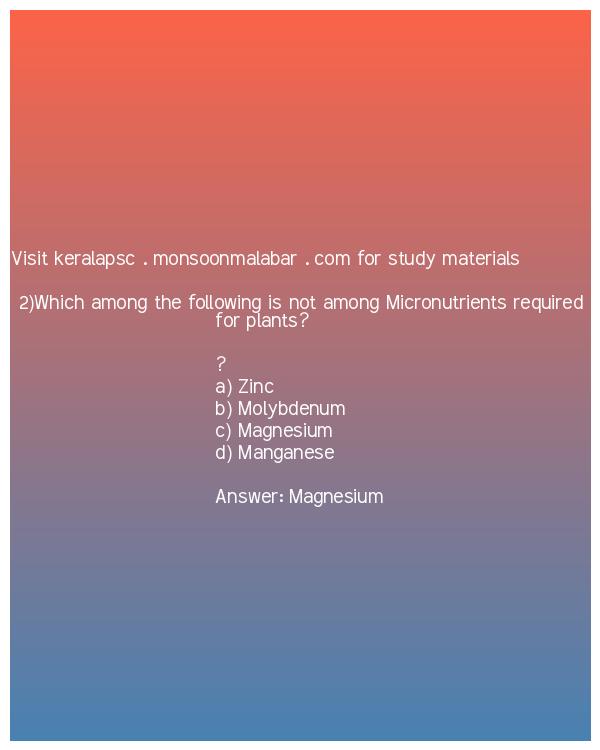 Visit keralapsc . monsoonmalabar . com for study materials
2)Which among the following is not among Micronutrients required
for plants?
?
a) Zinc
b) Molybdenum
c) Magnesium
d) Manganese
Answer: Magnesium